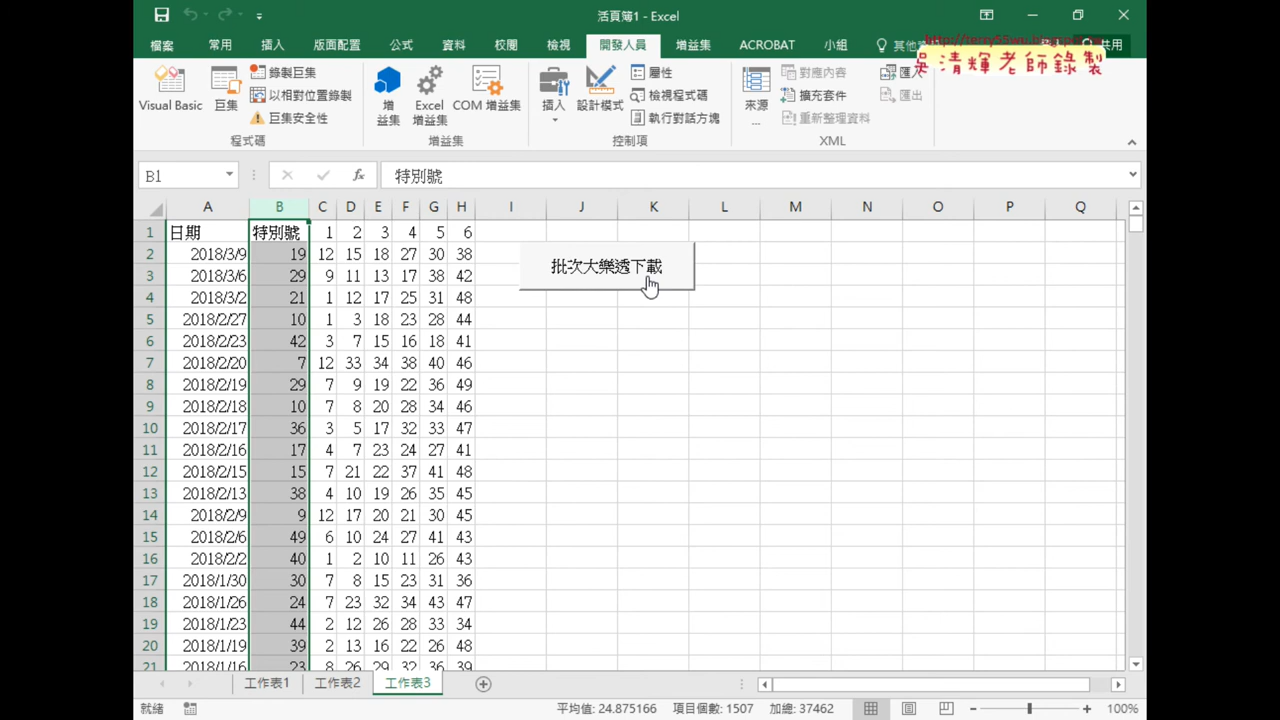 活頁簿1 - Excel
檔案 常用 插入 版面配置 公式 資料 校閱 檢視 開發人員 增益集 ACROBAT 小組 共用
吳清輝老師錄製
Visual Basic 巨集 錄製巨集 以相對位置錄製 巨集安全性
增益集 Excel 增益集 COM 增益集
插入 設計模式 屬性 檢視程式碼 執行對話方塊
來源 ... 對應內容 擴充套件 重新整理資料 匯出
程式碼 增益集 控制項 XML
B1 fx 特別號
A B C D E F G H I J K L M N O P Q
1 日期 特別號 1 2 3 4 5 6
2 2018/3/9 19 12 15 18 27 30 38
批次大樂透下載
3 2018/3/6 29 9 11 13 17 38 42
4 2018/3/2 21 1 12 17 25 31 48
5 2018/2/27 10 1 3 18 23 28 44
6 2018/2/23 42 3 7 15 16 18 41
7 2018/2/20 7 12 33 34 38 40 46
8 2018/2/19 29 7 9 19 22 36 49
9 2018/2/18 10 7 8 20 28 34 46
10 2018/2/17 36 3 5 17 32 33 47
11 2018/2/16 17 4 7 23 24 27 41
12 2018/2/15 15 7 21 22 37 41 48
13 2018/2/13 38 4 10 19 26 35 45
14 2018/2/9 9 12 17 20 21 30 45
15 2018/2/6 49 6 10 24 27 41 43
16 2018/2/2 40 1 2 10 11 26 43
17 2018/1/30 30 7 8 15 23 31 36
18 2018/1/26 24 7 23 32 34 43 47
19 2018/1/23 44 2 12 26 28 33 34
20 2018/1/19 39 2 13 16 22 26 48
21 2018/1/16 23 8 26 29 32 36 39
工作表1 工作表2 工作表3
就緒 平均值: 24.875166 項目個數: 1507 加總: 37462 100%